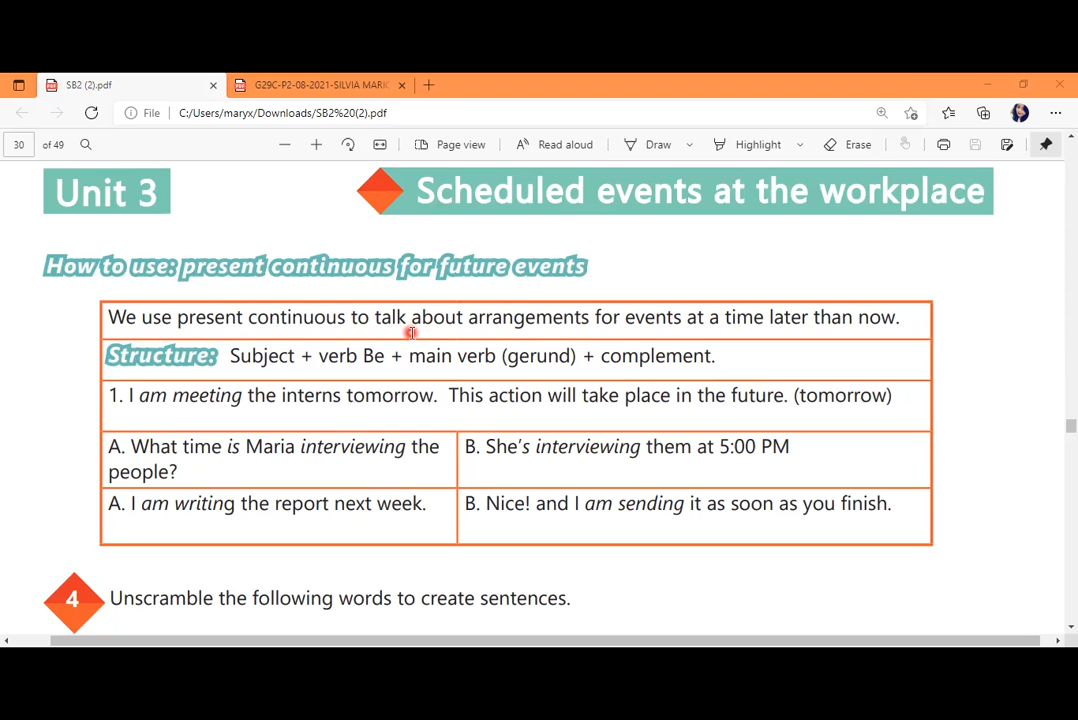 SB2 (2).pdf
G29C-P2-08-2021-SILVIA MARI
File C:/Users/maryx/Downloads/SB2%20(2).pdf
30 of 49 Page view Read aloud Draw Highlight Erase
Unit 3 Scheduled events at the workplace
How to use: present continuous for future events
We use present continuous to talk about arrangements for events at a time later than now.
Structure: Subject + verb Be + main verb (gerund) + complement.
1. I am meeting the interns tomorrow. This action will take place in the future. (tomorrow)
A. What time is Maria interviewing the
people?
B. She's interviewing them at 5:00 PM
A. I am writing the report next week.
B. Nice! and I am sending it as soon as you finish.
4 Unscramble the following words to create sentences.